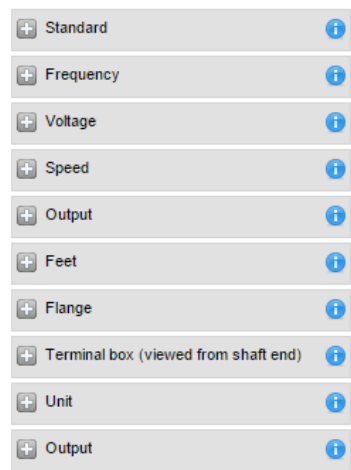 Standard
Frequency
Voltage
Speed
Output
Feet
Flange
Terminal box (viewed from shaft end)
Unit
Output